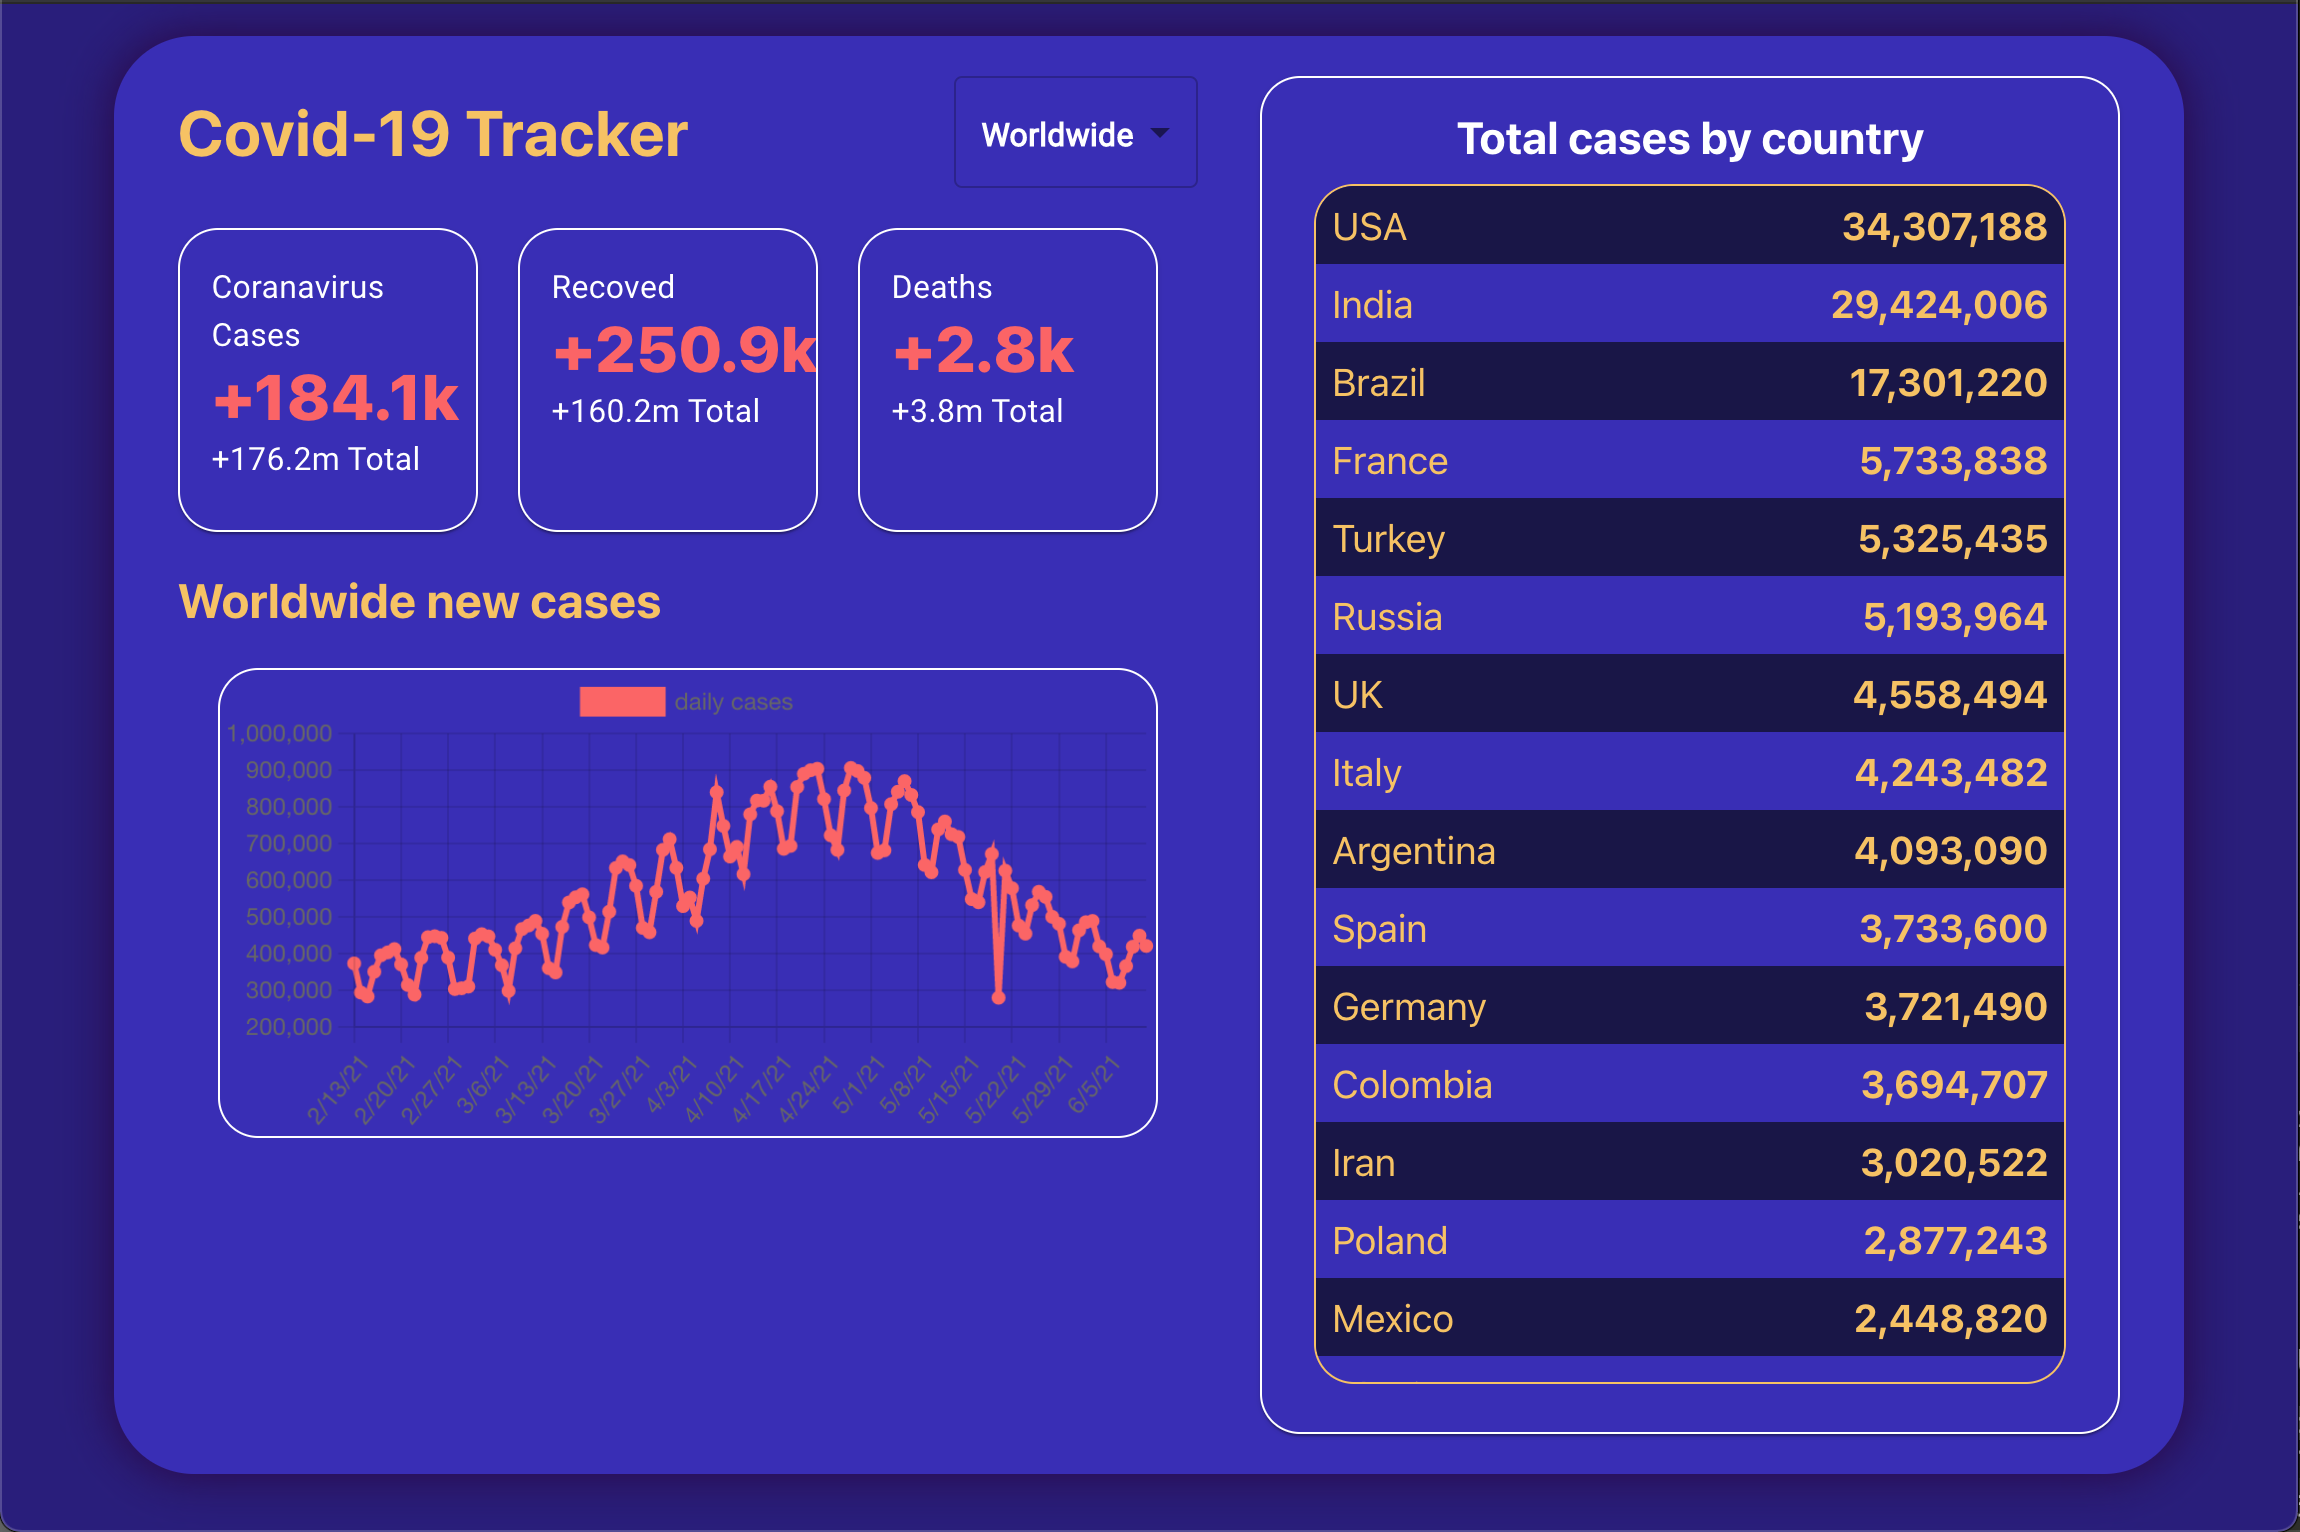 Covid-19 Tracker
Worldwide
Coranavirus
Cases
+184.1k
+176.2m Total
Recoved
+250.9k
+160.2m Total
Deaths
+2.8k
+3.8m Total
Worldwide new cases
daily cases
1,000,000
900,000
800,000
700,000
600,000
500,000
400,000
300,000
200,000
2/13/21
2/20/21
2/27/21
3/6/21
3/13/21
3/20/21
3/27/21
4/3/21
4/10/21
4/17/21
4/24/21
5/1/21
5/8/21
5/15/21
5/22/21
5/29/21
6/5/21
Total cases by country
USA 34,307,188
India 29,424,006
Brazil 17,301,220
France 5,733,838
Turkey 5,325,435
Russia 5,193,964
UK 4,558,494
Italy 4,243,482
Argentina 4,093,090
Spain 3,733,600
Germany 3,721,490
Colombia 3,694,707
Iran 3,020,522
Poland 2,877,243
Mexico 2,448,820